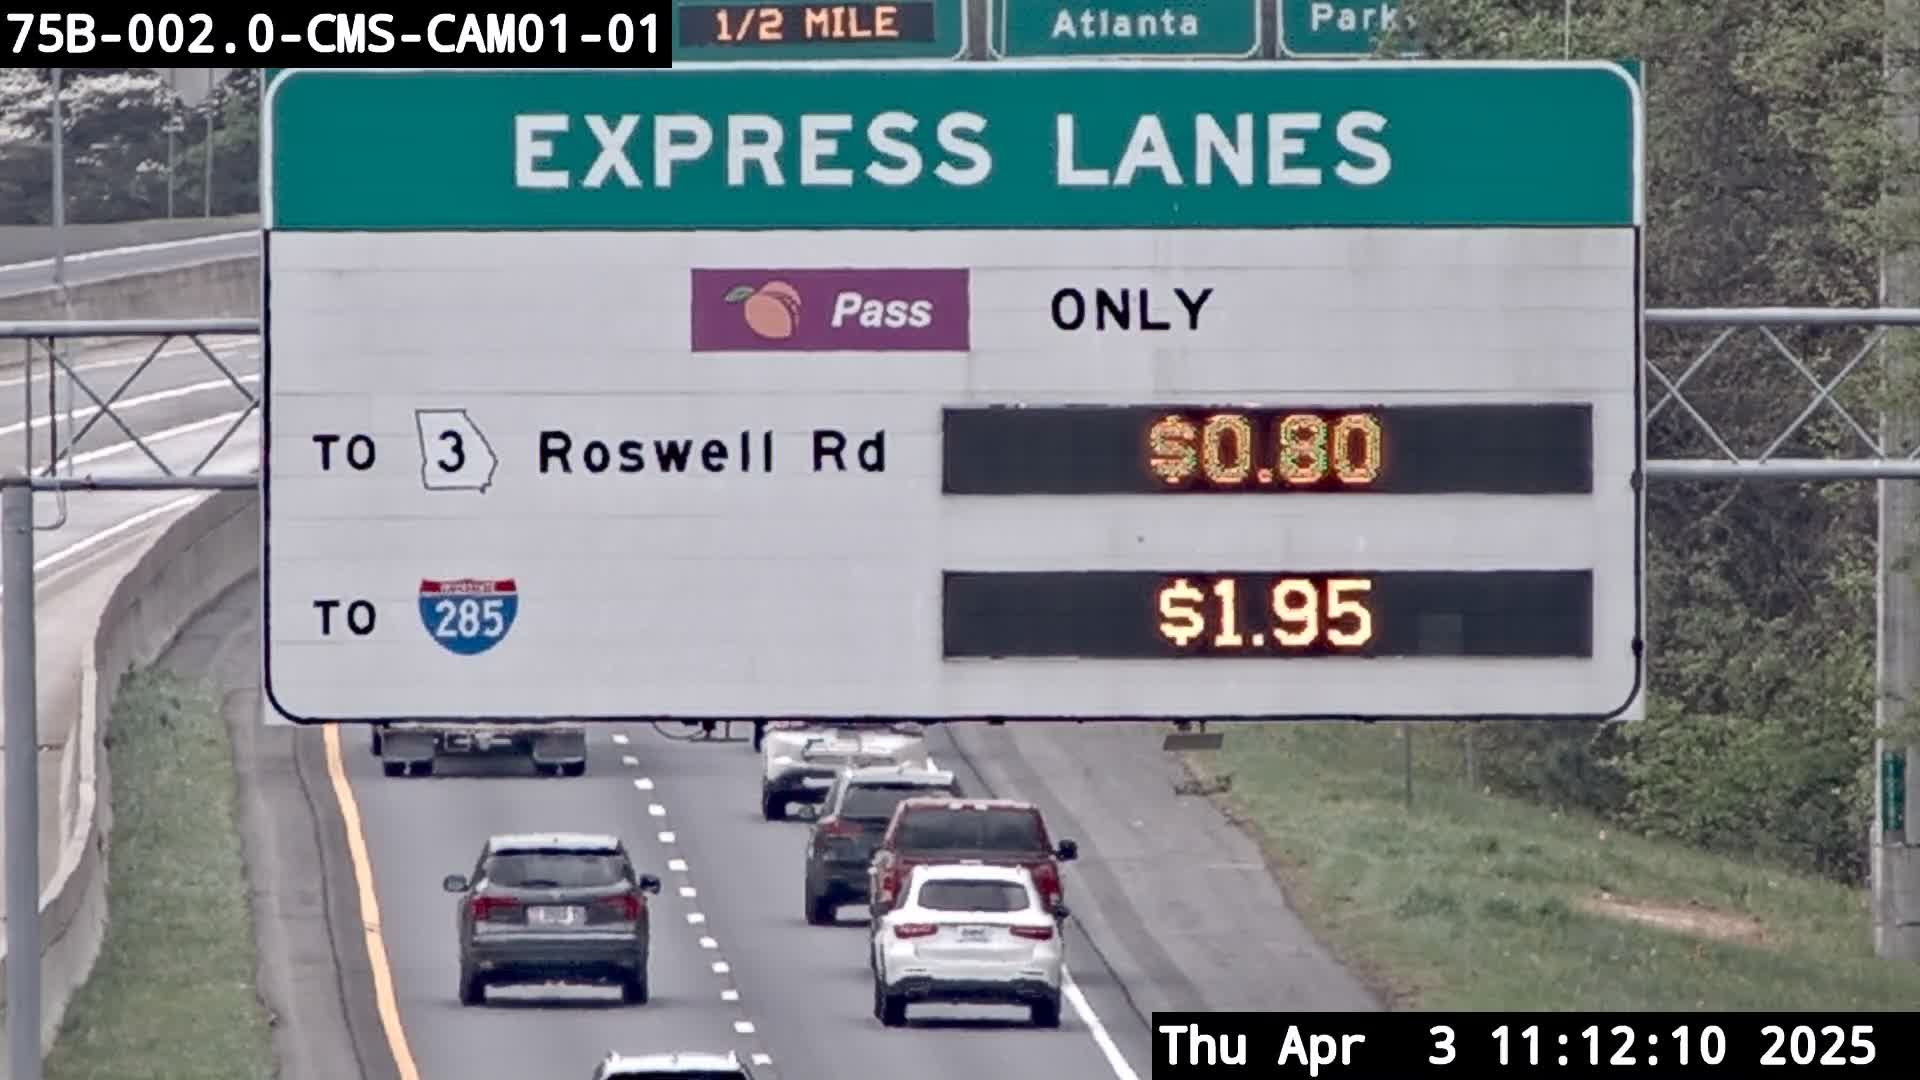 75B-002.0-CMS-CAM01-01
1/2 MILE
Atlanta
Park
EXPRESS LANES
Pass ONLY
TO 3 Roswell Rd $0.80
INTERSTATE
TO 285 $1.95
Thu Apr 3 11:12:10 2025